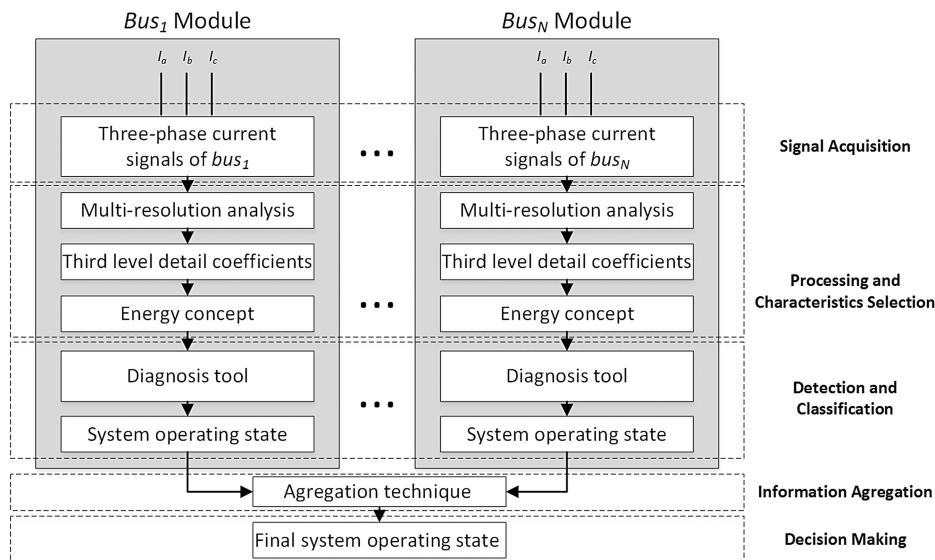 Bus1 Module
BusN Module
Ia Ib Ic
Ia Ib Ic
Three-phase current
signals of bus1
...
Three-phase current
signals of busN
Signal Acquisition
Multi-resolution analysis
Multi-resolution analysis
Third level detail coefficients
Third level detail coefficients
Processing and
Characteristics Selection
Energy concept
...
Energy concept
Diagnosis tool
Diagnosis tool
Detection and
Classification
...
System operating state
System operating state
Agregation technique
Information Agregation
Final system operating state
Decision Making